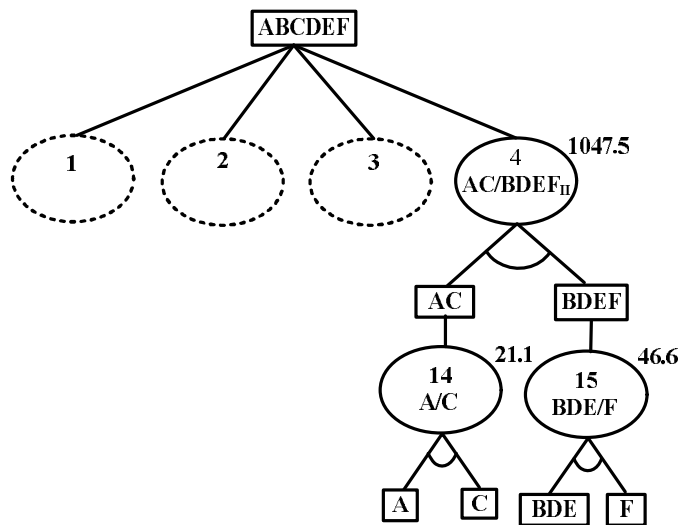 ABCDEF
1
2
3
4
AC/BDEF_II
1047.5
AC
BDEF
14
A/C
21.1
15
BDE/F
46.6
A
C
BDE
F